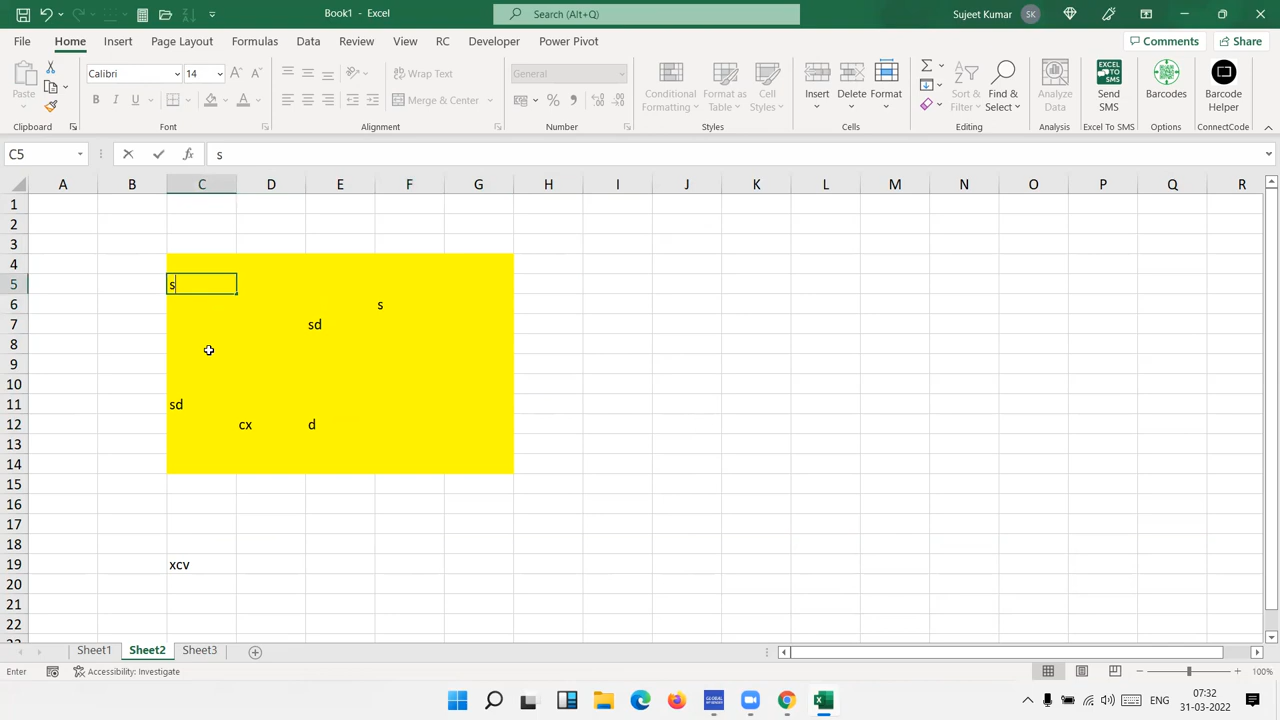 Book1 - Excel
Search (Alt+Q)
Sujeet Kumar
SK
File Home Insert Page Layout Formulas Data Review View RC Developer Power Pivot
Comments
Share
Paste
Calibri
14
B I U
Wrap Text
Merge & Center
General
Conditional Formatting
Format as Table
Cell Styles
Insert
Delete
Format
Sort & Filter
Find & Select
Analyze Data
Send SMS
Barcodes
Barcode Helper
Clipboard Font Alignment Number Styles Cells Editing Analysis Excel To SMS Options ConnectCode
C5
fx
s
A B C D E F G H I J K L M N O P Q R
1
2
3
4
5 s
6 s
7 sd
8
9
10
11 sd
12 cx d
13
14
15
16
17
18
19 xcv
20
21
22
Sheet1 Sheet2 Sheet3
Enter
Accessibility: Investigate
100%
EXCEL TO SMS
GLOBAL
ENG
07:32
31-03-2022